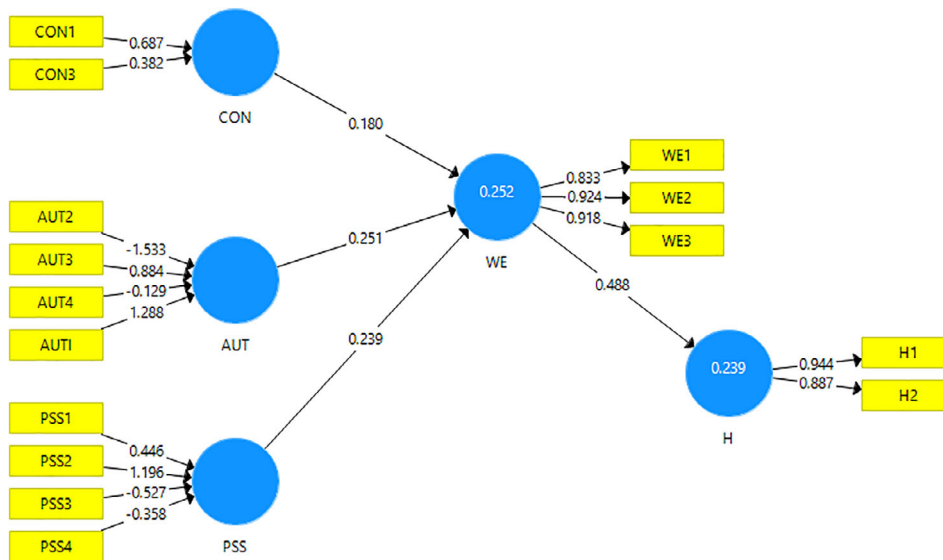 CON1
0.687
CON3
0.382
CON
0.180
AUT2
-1.533
AUT3
0.884
AUT4
-0.129
AUTI
1.288
AUT
0.251
PSS1
0.446
PSS2
1.196
PSS3
-0.527
PSS4
-0.358
PSS
0.239
0.252
WE
0.833
WE1
0.924
WE2
0.918
WE3
0.488
0.239
H
0.944
H1
0.887
H2